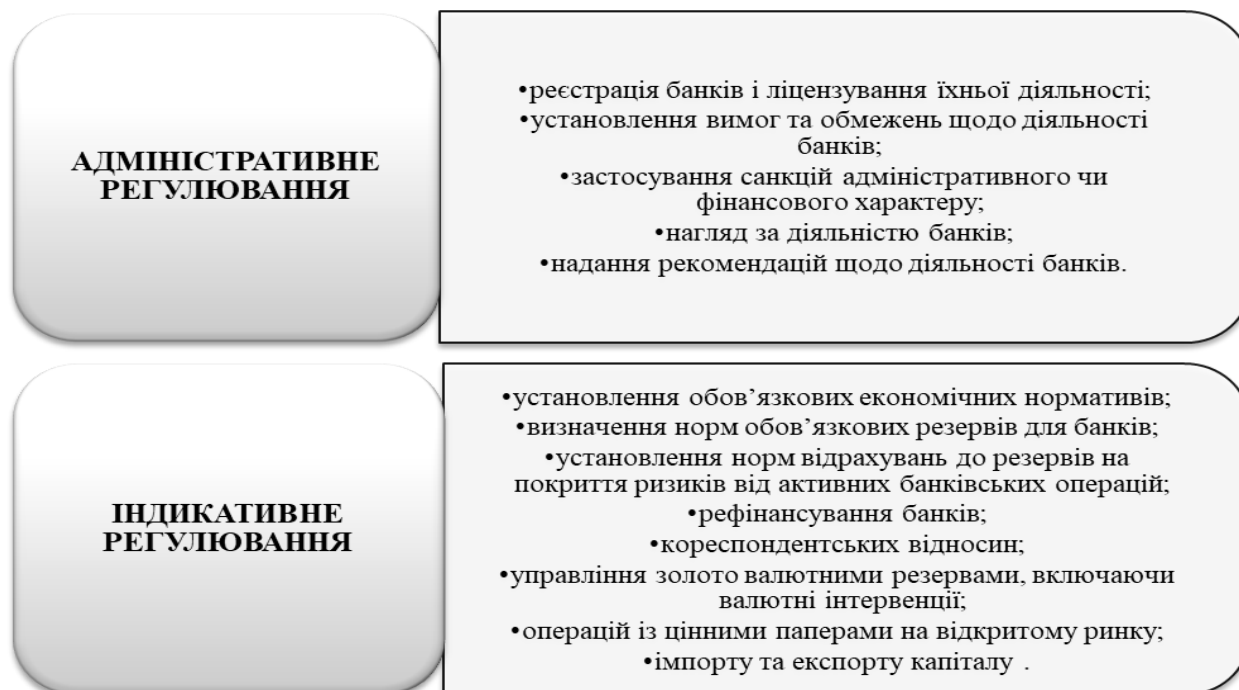 АДМІНІСТРАТИВНЕ
РЕГУЛЮВАННЯ
•реєстрація банків і ліцензування їхньої діяльності;
•установлення вимог та обмежень щодо діяльності
банків;
•застосування санкцій адміністративного чи
фінансового характеру;
•нагляд за діяльністю банків;
•надання рекомендацій щодо діяльності банків.
ІНДИКАТИВНЕ
РЕГУЛЮВАННЯ
•установлення обов’язкових економічних нормативів;
•визначення норм обов’язкових резервів для банків;
•установлення норм відрахувань до резервів на
покриття ризиків від активних банківських операцій;
•рефінансування банків;
•кореспондентських відносин;
•управління золото валютними резервами, включаючи
валютні інтервенції;
•операцій із цінними паперами на відкритому ринку;
•імпорту та експорту капіталу .